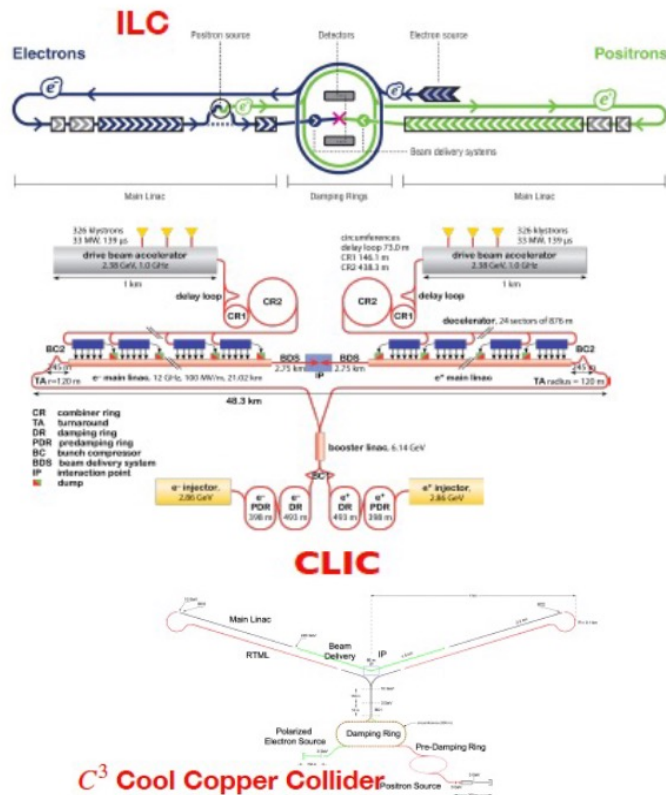 ILC
Positron source
Detectors
Electron source
Electrons
Positrons
e⁻
e⁻
e⁺
e⁺
Beam delivery systems
Main Linac
Damping Rings
Main Linac
326 klystrons
33 MW, 139 µs
drive beam accelerator
2.38 GeV, 1.0 GHz
1 km
delay loop
CR1
CR2
circumferences
delay loop 73.0 m
CR1 146.1 m
CR2 438.3 m
326 klystrons
33 MW, 139 µs
drive beam accelerator
2.38 GeV, 1.0 GHz
1 km
delay loop
CR2
CR1
decelerator, 24 sectors of 876 m
BC2
BC2
245 m
245 m
BDS
2.75 km
BDS
2.75 km
IP
TA r=120 m
e⁻ main linac, 12 GHz, 100 MV/m, 21.02 km
e⁺ main linac
TA radius = 120 m
48.3 km
CR combiner ring
TA turnaround
DR damping ring
PDR predamping ring
BC bunch compressor
BDS beam delivery system
IP interaction point
dump
booster linac, 6.14 GeV
BC1
e⁻ injector,
2.86 GeV
e⁻
PDR
398 m
e⁻
DR
493 m
e⁺
DR
493 m
e⁺
PDR
398 m
e⁺ injector,
2.86 GeV
CLIC
Main Linac
RTML
Beam
Delivery
IP
Polarized
Electron Source
Damping Ring
Pre-Damping Ring
Positron Source
C³ Cool Copper Collider